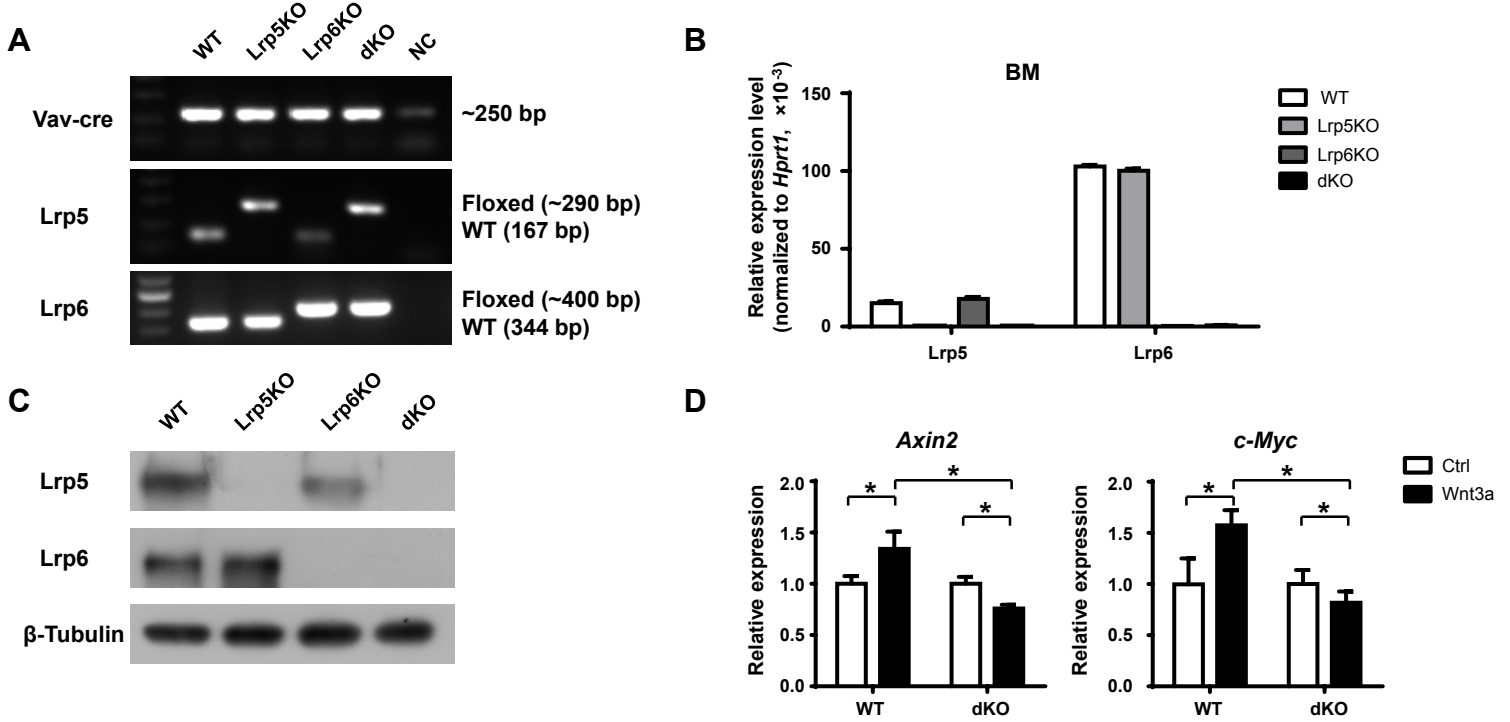 A
WT
Lrp5KO
Lrp6KO
dKO
NC
Vav-cre
~250 bp
Lrp5
Floxed (~290 bp)
WT (167 bp)
Lrp6
Floxed (~400 bp)
WT (344 bp)
B
BM
Relative expression level
(normalized to Hprt1, ×10⁻³)
150
100
50
0
Lrp5
Lrp6
WT
Lrp5KO
Lrp6KO
dKO
C
WT
Lrp5KO
Lrp6KO
dKO
Lrp5
Lrp6
β-Tubulin
D
Axin2
Relative expression
2.0
1.5
1.0
0.5
0.0
*
*
*
WT
dKO
c-Myc
Relative expression
2.0
1.5
1.0
0.5
0.0
*
*
*
WT
dKO
Ctrl
Wnt3a